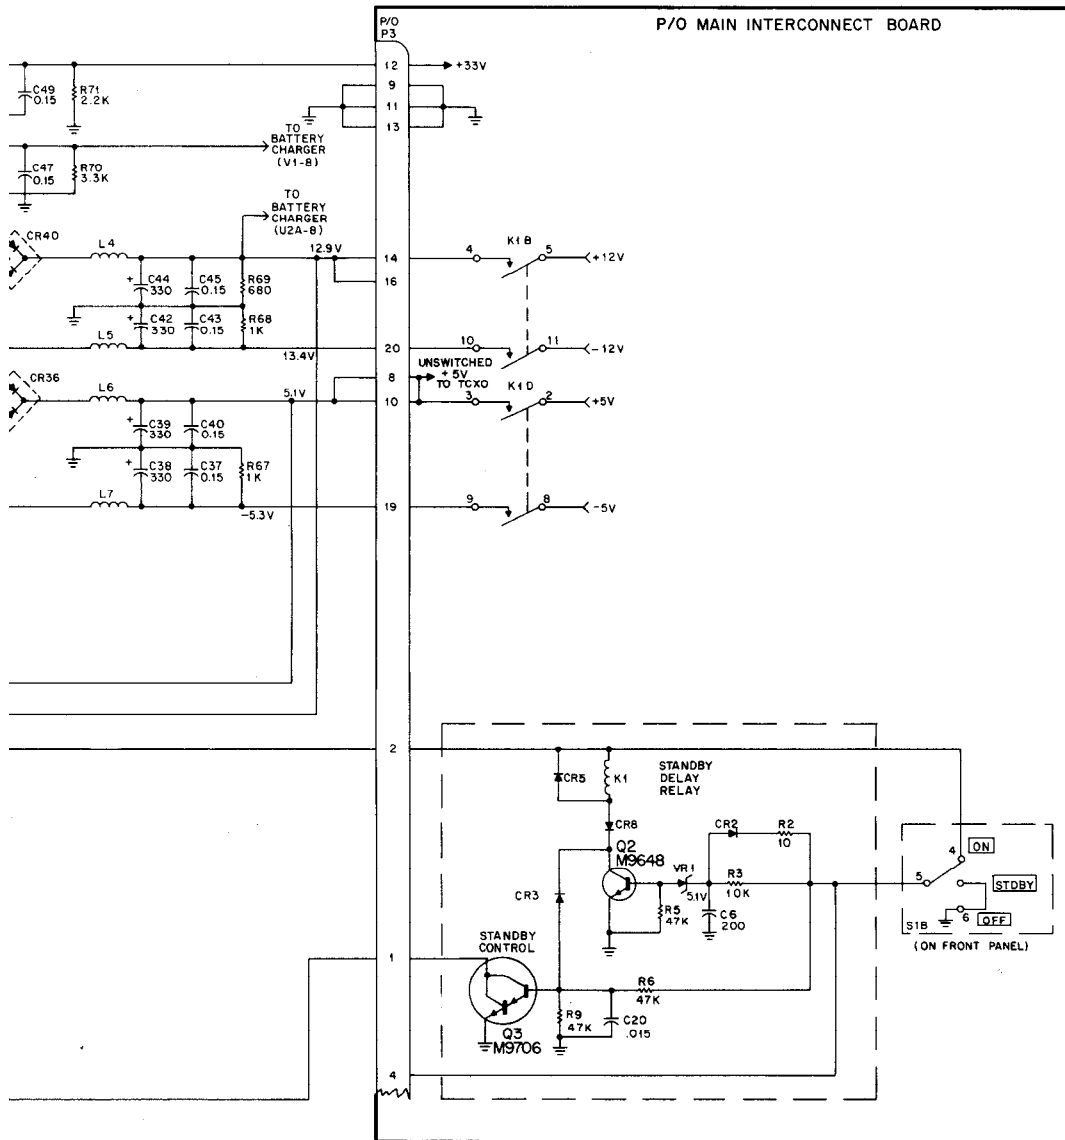 P/O
P3
P/O MAIN INTERCONNECT BOARD
12
+33V
C49
0.15
R71
2.2K
9
11
13
TO
BATTERY
CHARGER
(V1-8)
C47
0.15
R70
3.3K
TO
BATTERY
CHARGER
(U2A-8)
CR40
L4
12.9V
14
4
K1B
5
+12V
16
+
C44
330
C45
0.15
R69
680
+
C42
330
C43
0.15
R68
1K
L5
13.4V
20
10
11
-12V
UNSWITCHED
+5V
TO TCXO
8
CR36
L6
5.1V
10
3
K1D
2
+5V
+
C39
330
C40
0.15
+
C38
330
C37
0.15
R67
1K
L7
-5.3V
19
9
8
-5V
2
CR5
K1
STANDBY
DELAY
RELAY
CR8
Q2
M9648
CR2
R2
10
VR1
5.1V
R3
10K
CR3
R5
47K
C6
200
4
ON
5
STDBY
6
OFF
S1B
(ON FRONT PANEL)
STANDBY
CONTROL
1
R6
47K
R9
47K
C20
.015
Q3
M9706
4